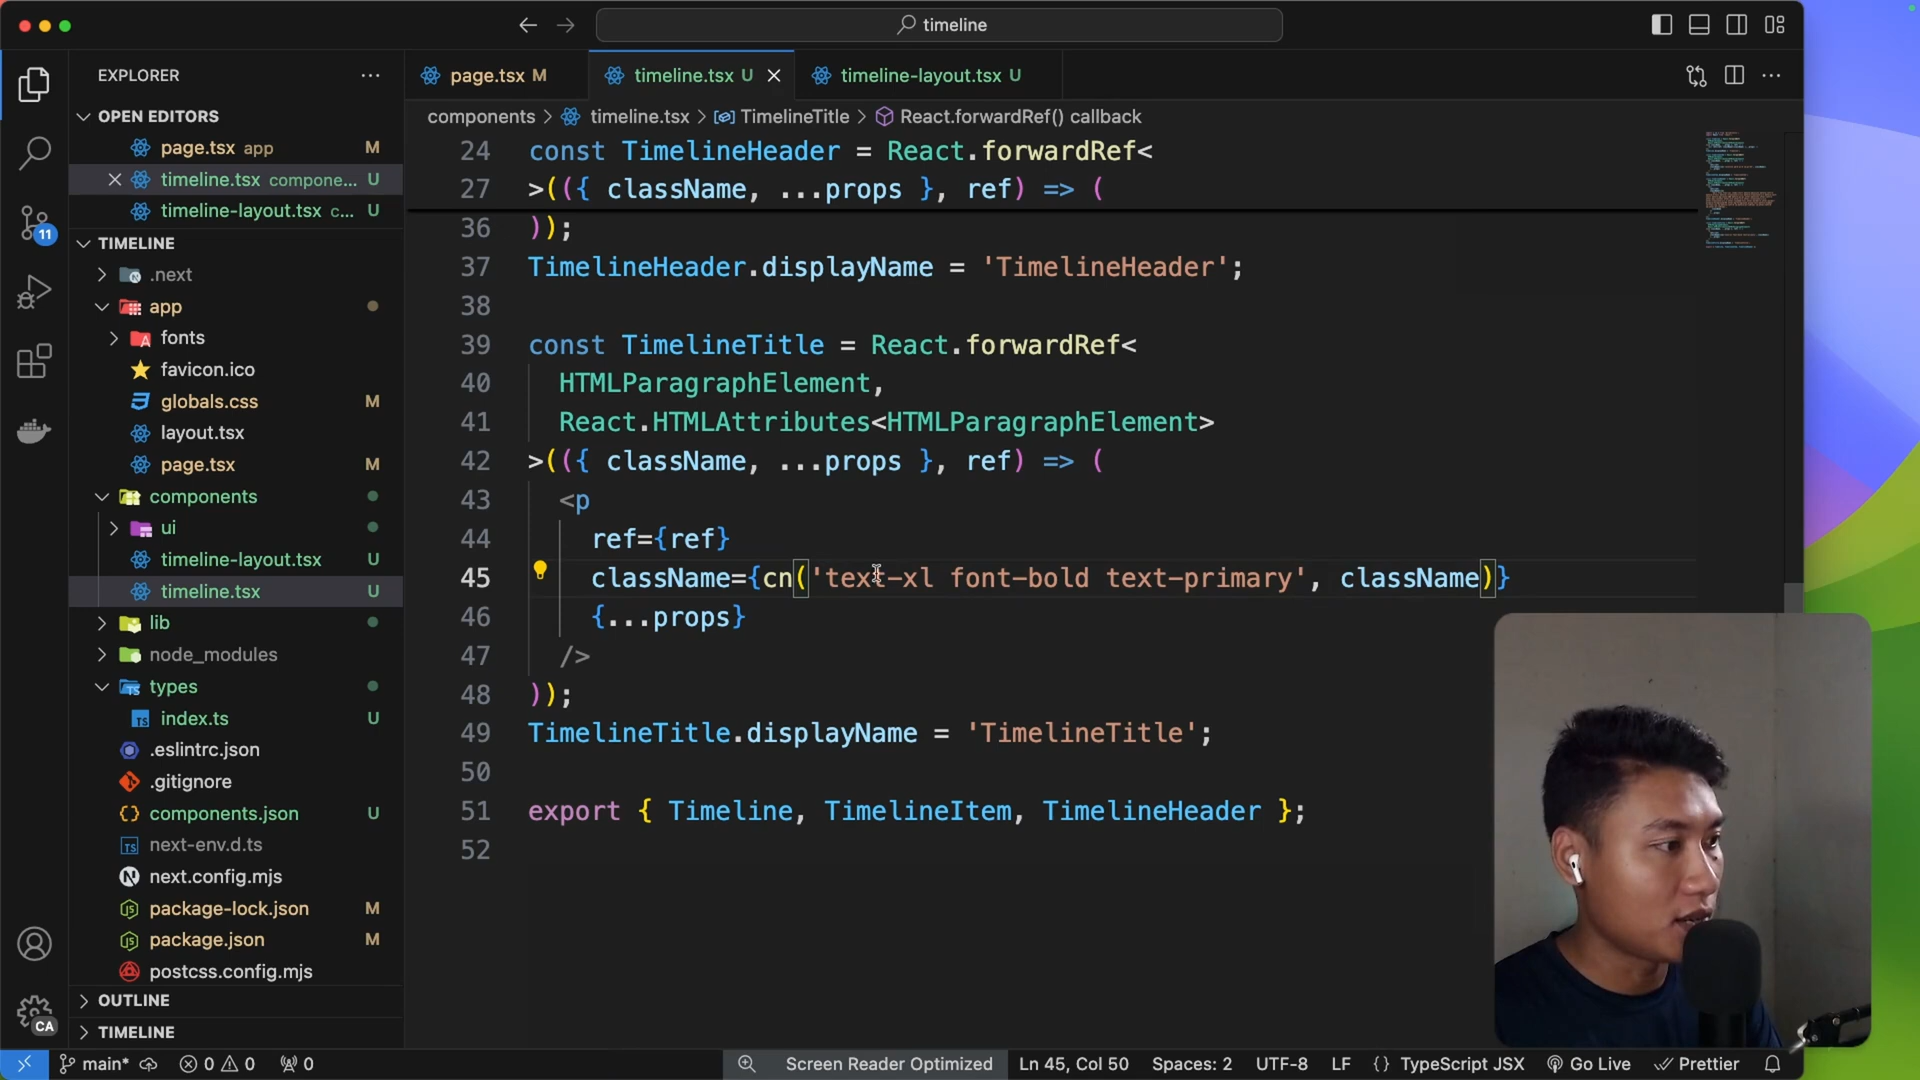 timeline
EXPLORER
OPEN EDITORS
page.tsx app M
timeline.tsx compone... U
timeline-layout.tsx c... U
TIMELINE
.next
app
fonts
favicon.ico
globals.css M
layout.tsx
page.tsx M
components
ui
timeline-layout.tsx U
timeline.tsx U
lib
node_modules
types
index.ts U
.eslintrc.json
.gitignore
components.json U
next-env.d.ts
next.config.mjs
package-lock.json M
package.json M
postcss.config.mjs
OUTLINE
TIMELINE
11
CA
page.tsx M timeline.tsx U timeline-layout.tsx U
components > timeline.tsx > TimelineTitle > React.forwardRef() callback
24 const TimelineHeader = React.forwardRef<
27 >(({ className, ...props }, ref) => (
36 ));
37 TimelineHeader.displayName = 'TimelineHeader';
38
39 const TimelineTitle = React.forwardRef<
40 HTMLParagraphElement,
41 React.HTMLAttributes<HTMLParagraphElement>
42 >(({ className, ...props }, ref) => (
43 <p
44 ref={ref}
45 className={cn('text-xl font-bold text-primary', className)}
46 {...props}
47 />
48 ));
49 TimelineTitle.displayName = 'TimelineTitle';
50
51 export { Timeline, TimelineItem, TimelineHeader };
52
main* 0 0 0 Screen Reader Optimized Ln 45, Col 50 Spaces: 2 UTF-8 LF {} TypeScript JSX Go Live Prettier